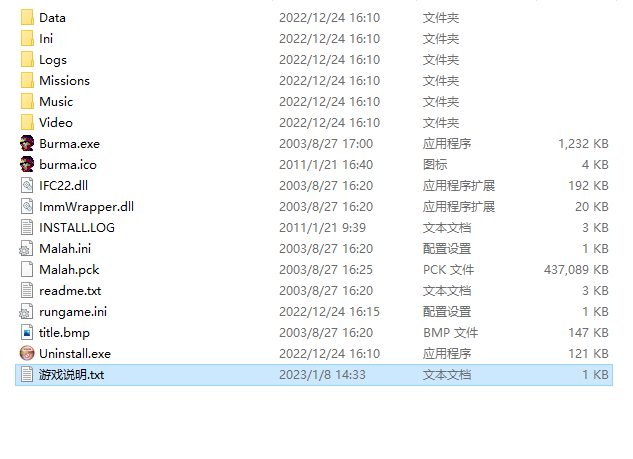 Data 2022/12/24 16:10 文件夹
Ini 2022/12/24 16:10 文件夹
Logs 2022/12/24 16:10 文件夹
Missions 2022/12/24 16:10 文件夹
Music 2022/12/24 16:10 文件夹
Video 2022/12/24 16:10 文件夹
Burma.exe 2003/8/27 17:00 应用程序 1,232 KB
burma.ico 2011/1/21 16:40 图标 4 KB
IFC22.dll 2003/8/27 16:20 应用程序扩展 192 KB
ImmWrapper.dll 2003/8/27 16:20 应用程序扩展 20 KB
INSTALL.LOG 2011/1/21 9:39 文本文档 3 KB
Malah.ini 2003/8/27 16:20 配置设置 1 KB
Malah.pck 2003/8/27 16:25 PCK 文件 437,089 KB
readme.txt 2003/8/27 16:20 文本文档 3 KB
rungame.ini 2022/12/24 16:15 配置设置 1 KB
title.bmp 2003/8/27 16:20 BMP 文件 147 KB
Uninstall.exe 2022/12/24 16:10 应用程序 121 KB
游戏说明.txt 2023/1/8 14:33 文本文档 1 KB